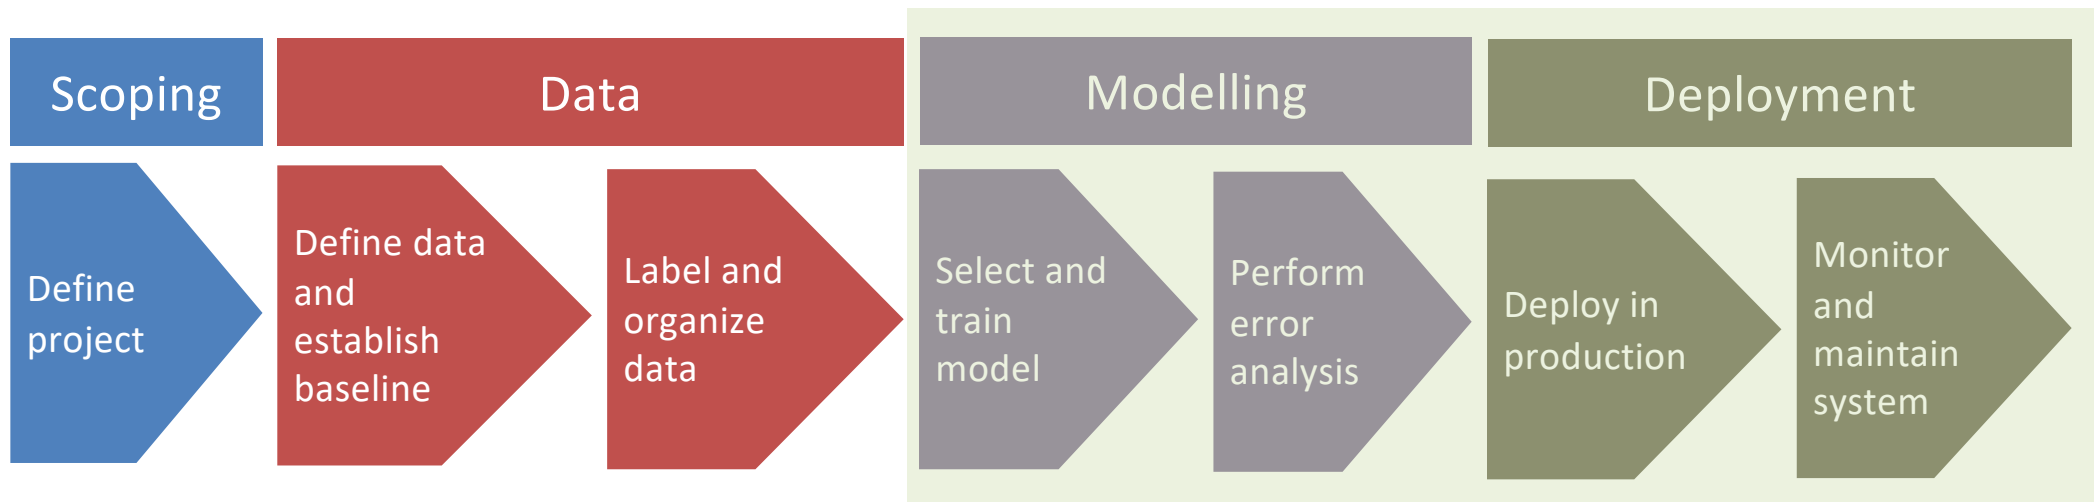 Scoping
Data
Modelling
Deployment
Define
project
Define data
and
establish
baseline
Label and
organize
data
Select and
train
model
Perform
error
analysis
Deploy in
production
Monitor
and
maintain
system